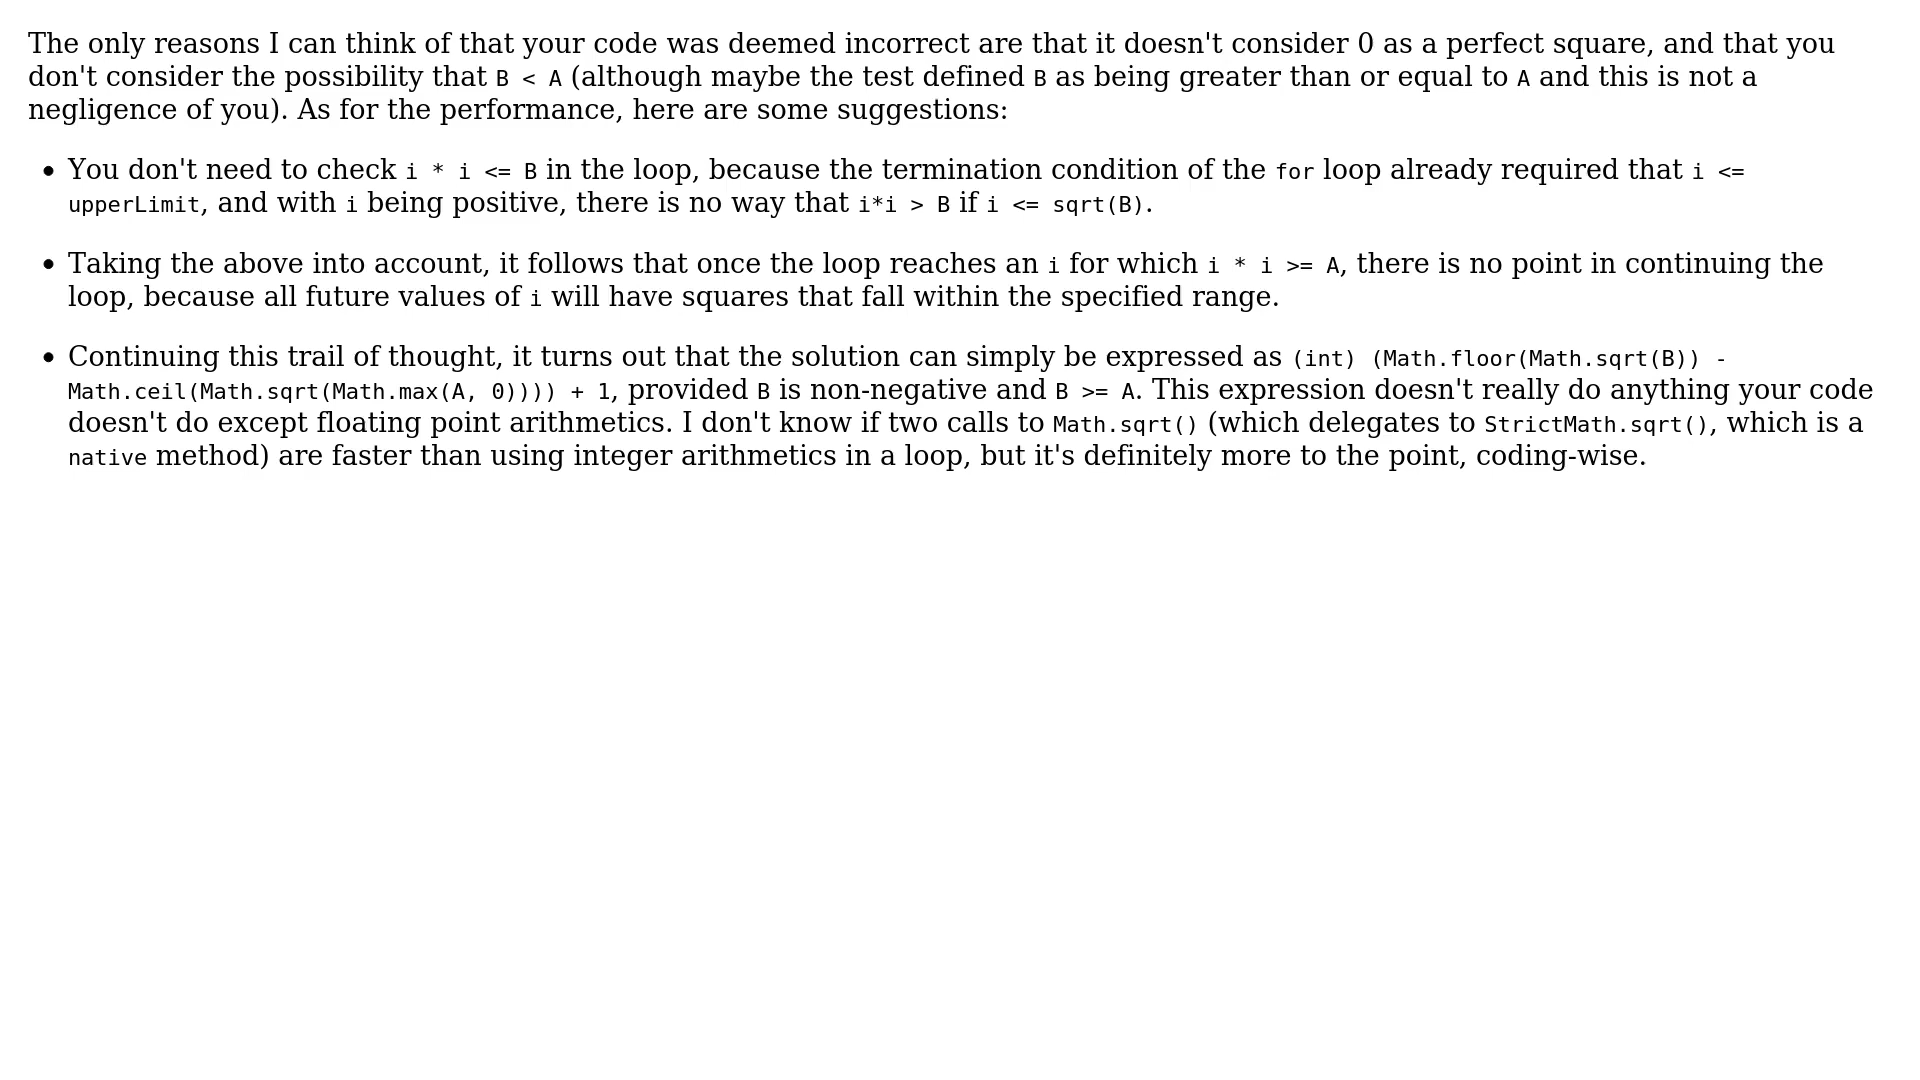 The only reasons I can think of that your code was deemed incorrect are that it doesn't consider 0 as a perfect square, and that you
don't consider the possibility that B < A (although maybe the test defined B as being greater than or equal to A and this is not a
negligence of you). As for the performance, here are some suggestions:
• You don't need to check i * i <= B in the loop, because the termination condition of the for loop already required that i <=
upperLimit, and with i being positive, there is no way that i*i > B if i <= sqrt(B).
• Taking the above into account, it follows that once the loop reaches an i for which i * i >= A, there is no point in continuing the
loop, because all future values of i will have squares that fall within the specified range.
• Continuing this trail of thought, it turns out that the solution can simply be expressed as (int) (Math.floor(Math.sqrt(B)) -
Math.ceil(Math.sqrt(Math.max(A, 0)))) + 1, provided B is non-negative and B >= A. This expression doesn't really do anything your code
doesn't do except floating point arithmetics. I don't know if two calls to Math.sqrt() (which delegates to StrictMath.sqrt(), which is a
native method) are faster than using integer arithmetics in a loop, but it's definitely more to the point, coding-wise.